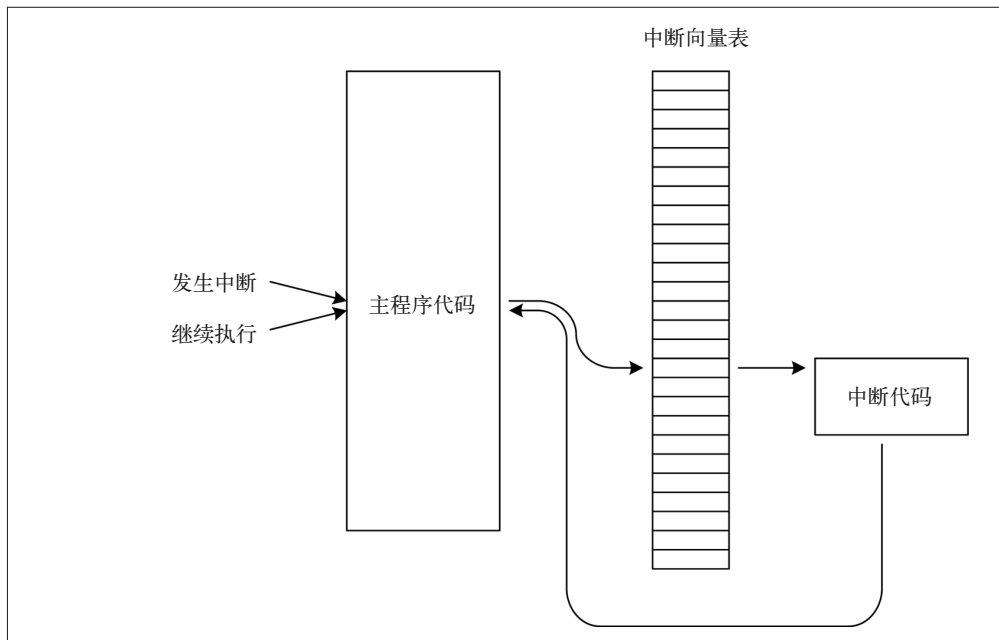 中断向量表
发生中断
继续执行
主程序代码
中断代码